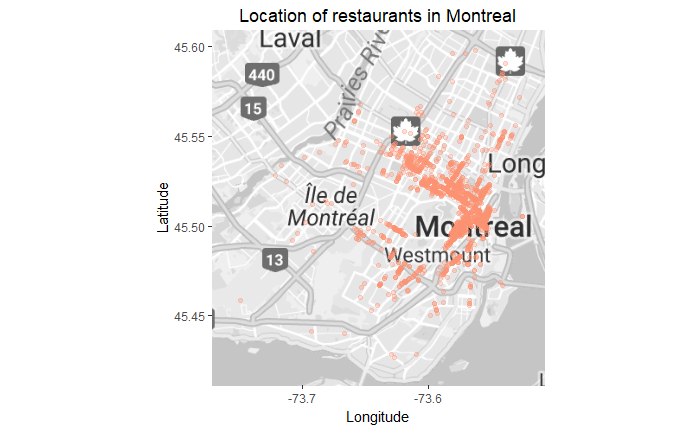 Location of restaurants in Montreal
Latitude
45.60
45.55
45.50
45.45
Laval
440
15
Prairies Rive
Long
Île de
Montréal
Montreal
Westmount
13
L
-73.7
-73.6
Longitude